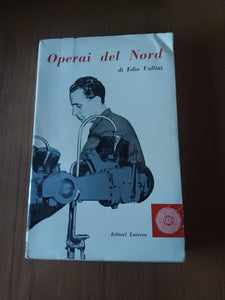 Operai del Nord
di Edio Vallini
Editori Laterza